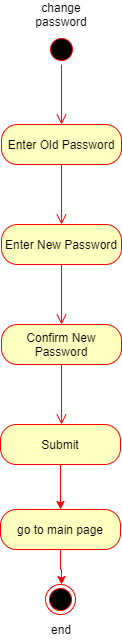 change
password
Enter Old Password
Enter New Password
Confirm New
Password
Submit
go to main page
end